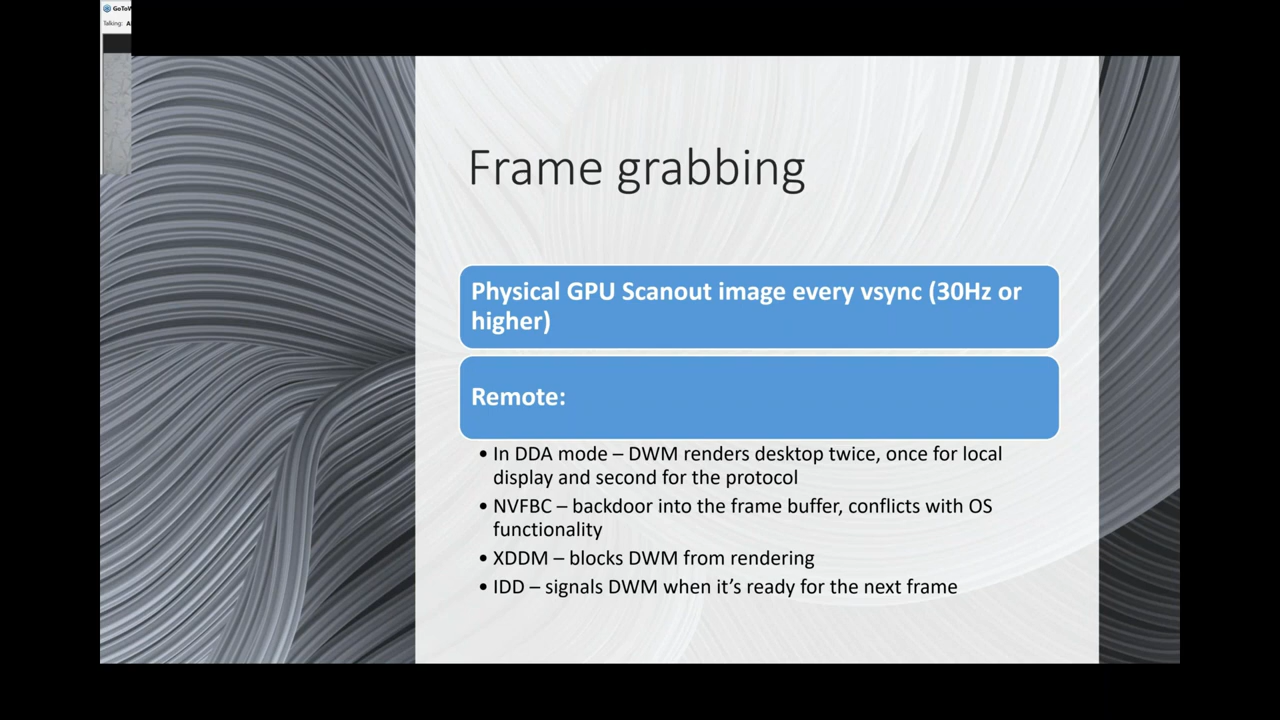 GoToW
Talking: A
Frame grabbing
Physical GPU Scanout image every vsync (30Hz or
higher)
Remote:
• In DDA mode – DWM renders desktop twice, once for local
display and second for the protocol
• NVFBC – backdoor into the frame buffer, conflicts with OS
functionality
• XDDM – blocks DWM from rendering
• IDD – signals DWM when it’s ready for the next frame